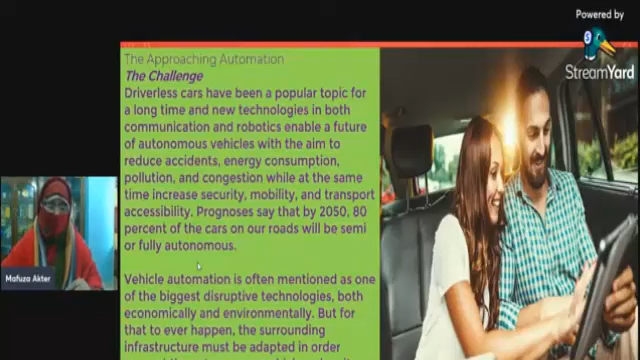 Powered by
StreamYard
The Approaching Automation
The Challenge
Driverless cars have been a popular topic for
a long time and new technologies in both
communication and robotics enable a future
of autonomous vehicles with the aim to
reduce accidents, energy consumption,
pollution, and congestion while at the same
time increase security, mobility, and transport
accessibility. Prognoses say that by 2050, 80
percent of the cars on our roads will be semi
or fully autonomous.
Vehicle automation is often mentioned as one
of the biggest disruptive technologies, both
economically and environmentally. But for
that to ever happen, the surrounding
infrastructure must be adapted in order
Mafuza Akter